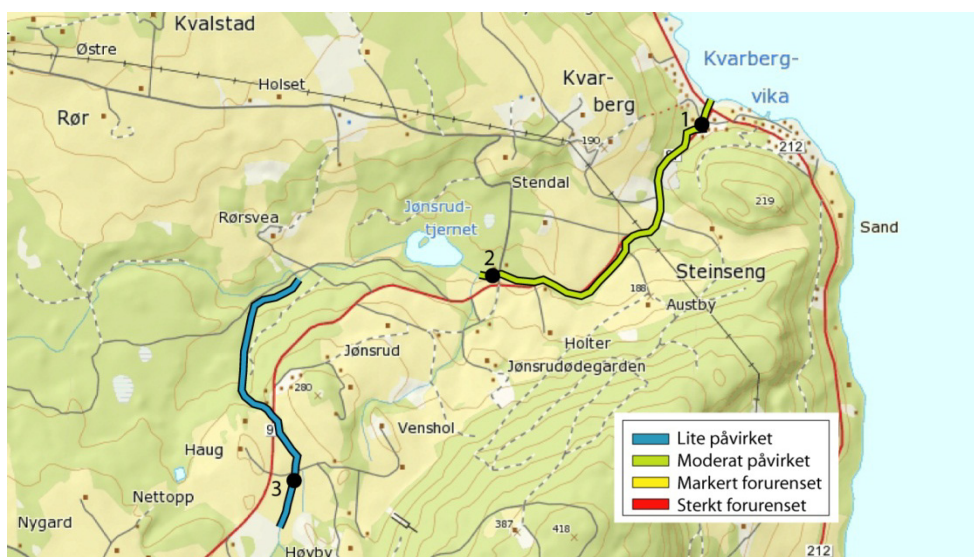 Kvalstad
Østre
Holset
Rør
Kvar-
berg
190
Kvarberg-
vika
1
212
Stendal
219
Jønsrud-
tjernet
Rørsvea
Sand
2
Steinseng
188
Austby
Holter
Jønsrudødegarden
Jønsrud
280
9
Venshol
Haug
3
Nettopp
Nygard
Høyby
387
418
212
Lite påvirket
Moderat påvirket
Markert forurenset
Sterkt forurenset